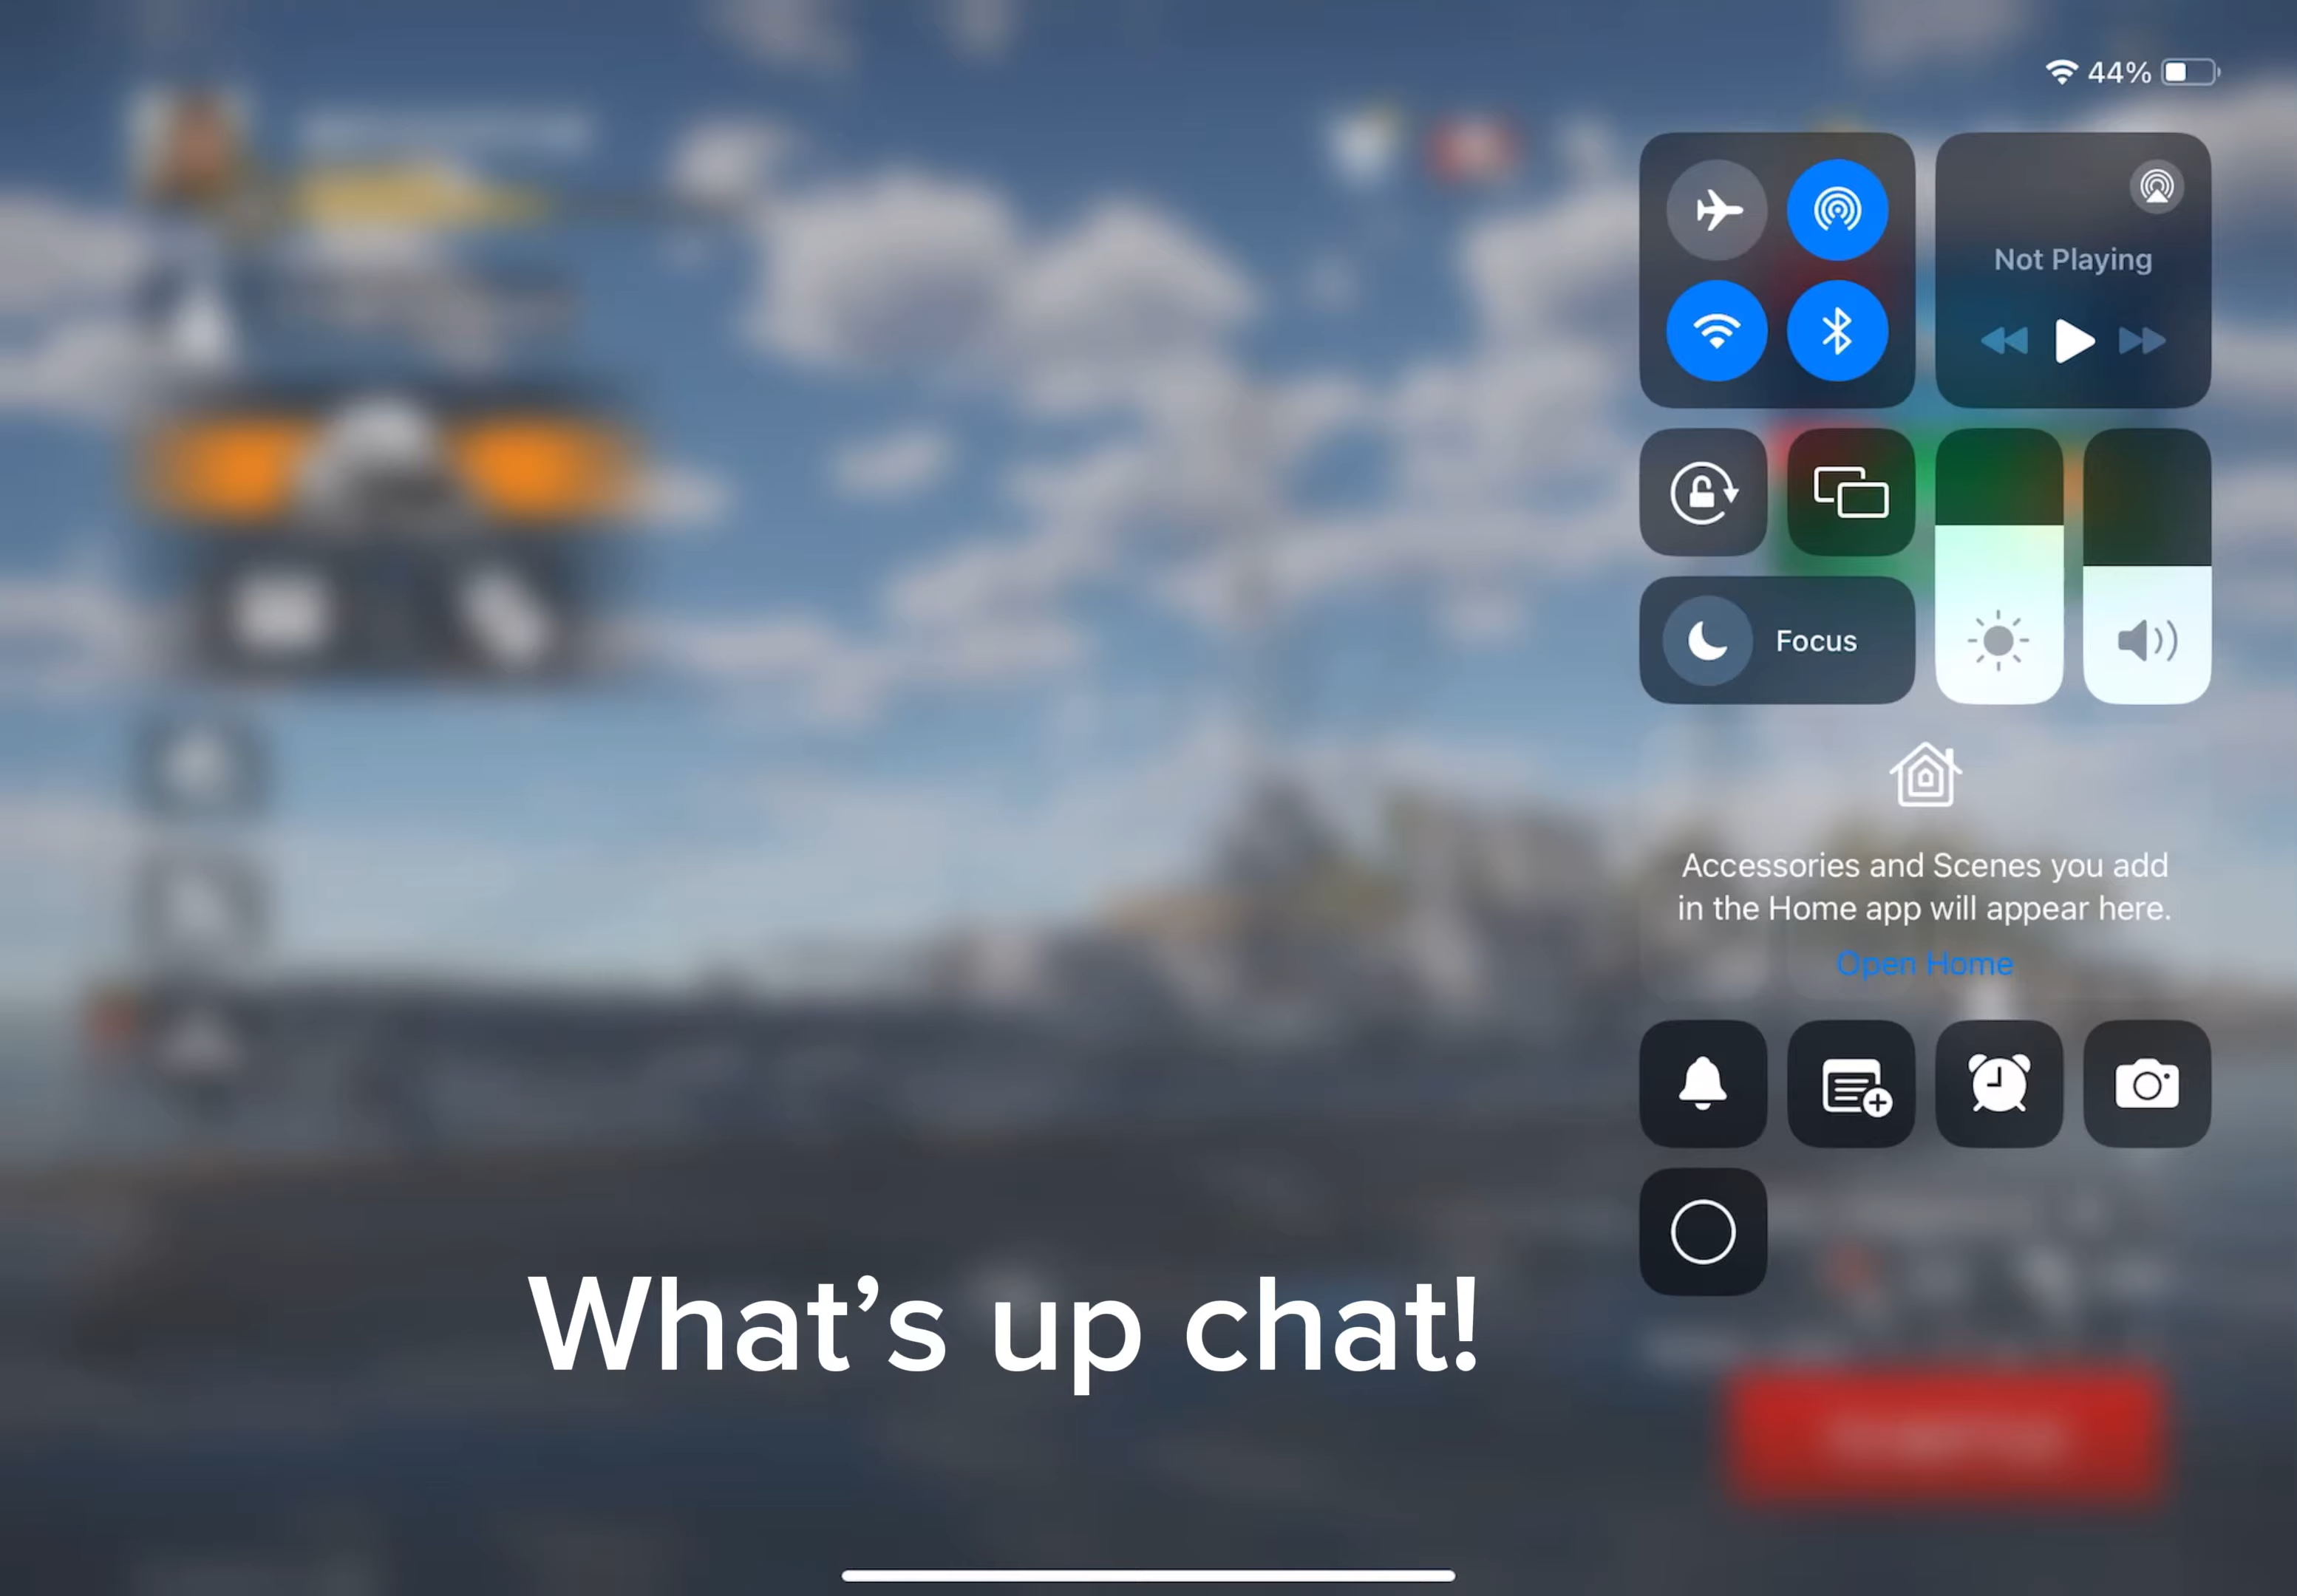 44%
Not Playing
Focus
Accessories and Scenes you add
in the Home app will appear here.
Open Home
What’s up chat!